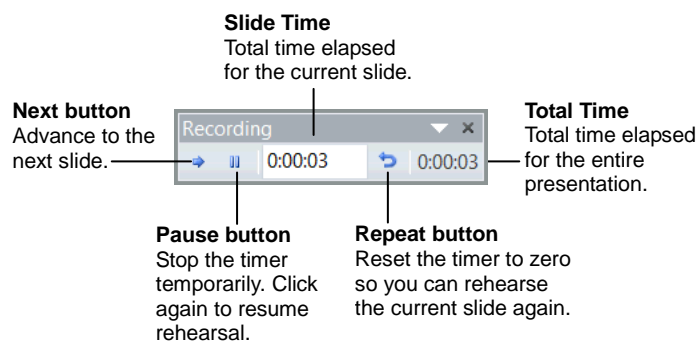 Slide Time
Total time elapsed
for the current slide.
Next button
Advance to the
next slide.
Recording
0:00:03
0:00:03
Total Time
Total time elapsed
for the entire
presentation.
Pause button
Stop the timer
temporarily. Click
again to resume
rehearsal.
Repeat button
Reset the timer to zero
so you can rehearse
the current slide again.